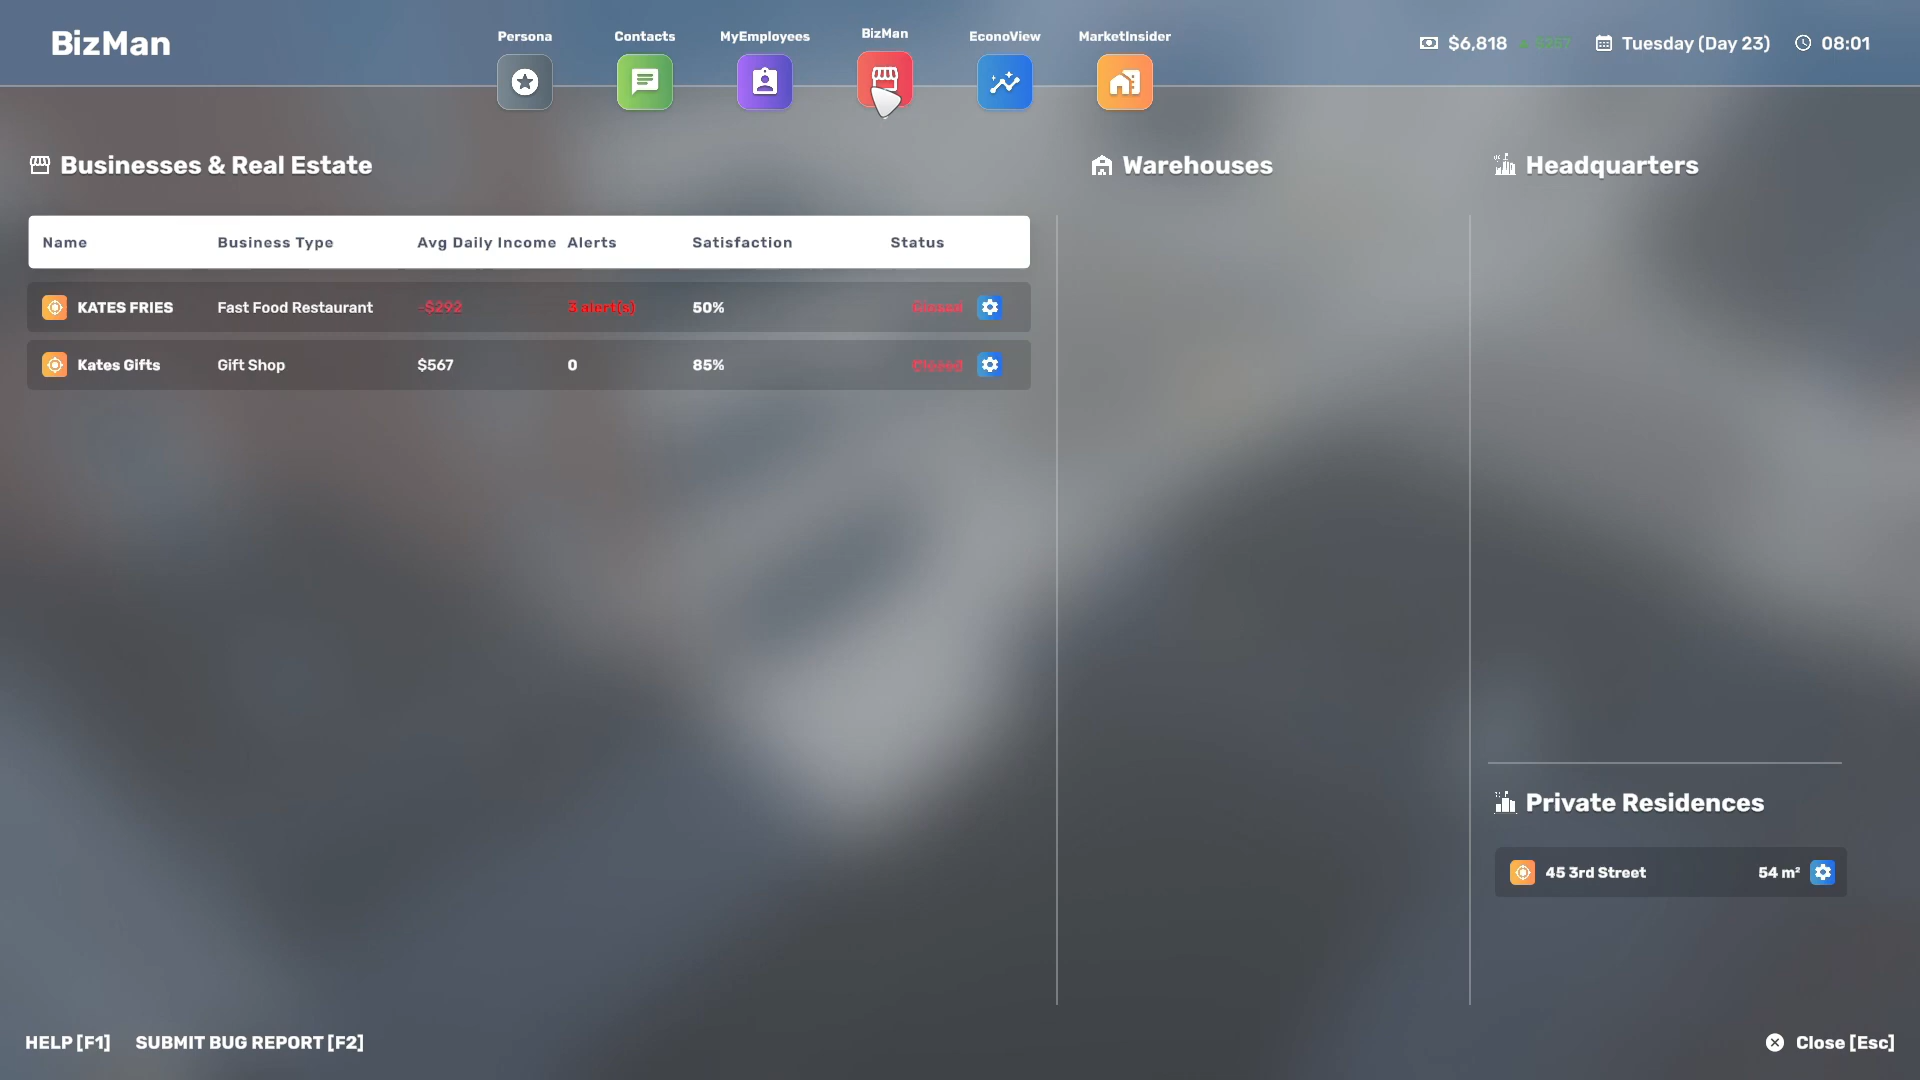 BizMan
Persona
Contacts
MyEmployees
BizMan
EconoView
MarketInsider
$6,818
$257
Tuesday (Day 23)
08:01
Businesses & Real Estate
Warehouses
Headquarters
Name Business Type Avg Daily Income Alerts Satisfaction Status
KATES FRIES Fast Food Restaurant -$292 3 alert(s) 50% Closed
Kates Gifts Gift Shop $567 0 85% Closed
Private Residences
45 3rd Street 54 m²
HELP [F1] SUBMIT BUG REPORT [F2]
Close [Esc]